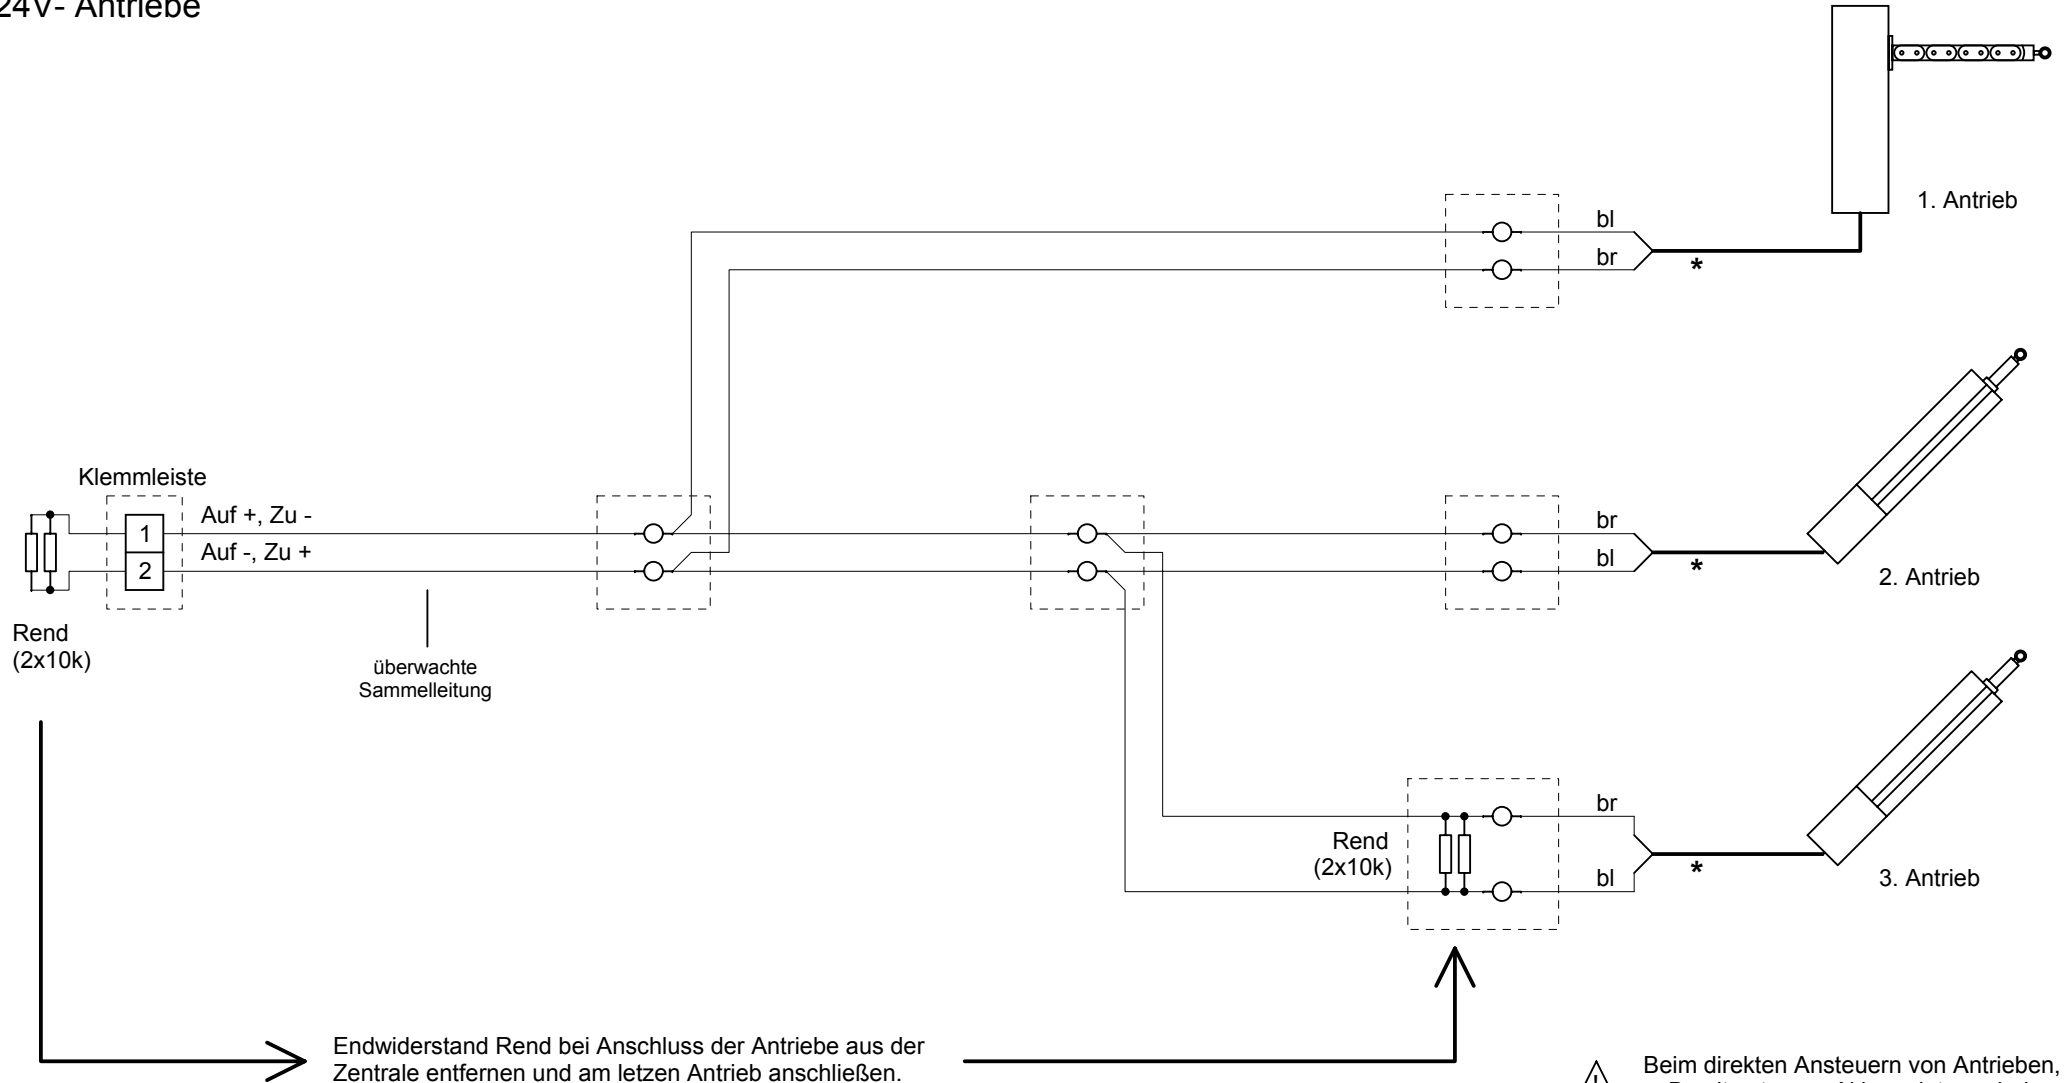 24V- Antriebe
1. Antrieb
bl
br
*
Klemmleiste
Auf +, Zu -
1
Auf -, Zu +
2
br
bl
*
2. Antrieb
Rend
(2x10k)
überwachte
Sammelleitung
br
Rend
(2x10k)
bl
*
3. Antrieb
Endwiderstand Rend bei Anschluss der Antriebe aus der
Zentrale entfernen und am letzen Antrieb anschließen.
Beim direkten Ansteuern von Antrieben,